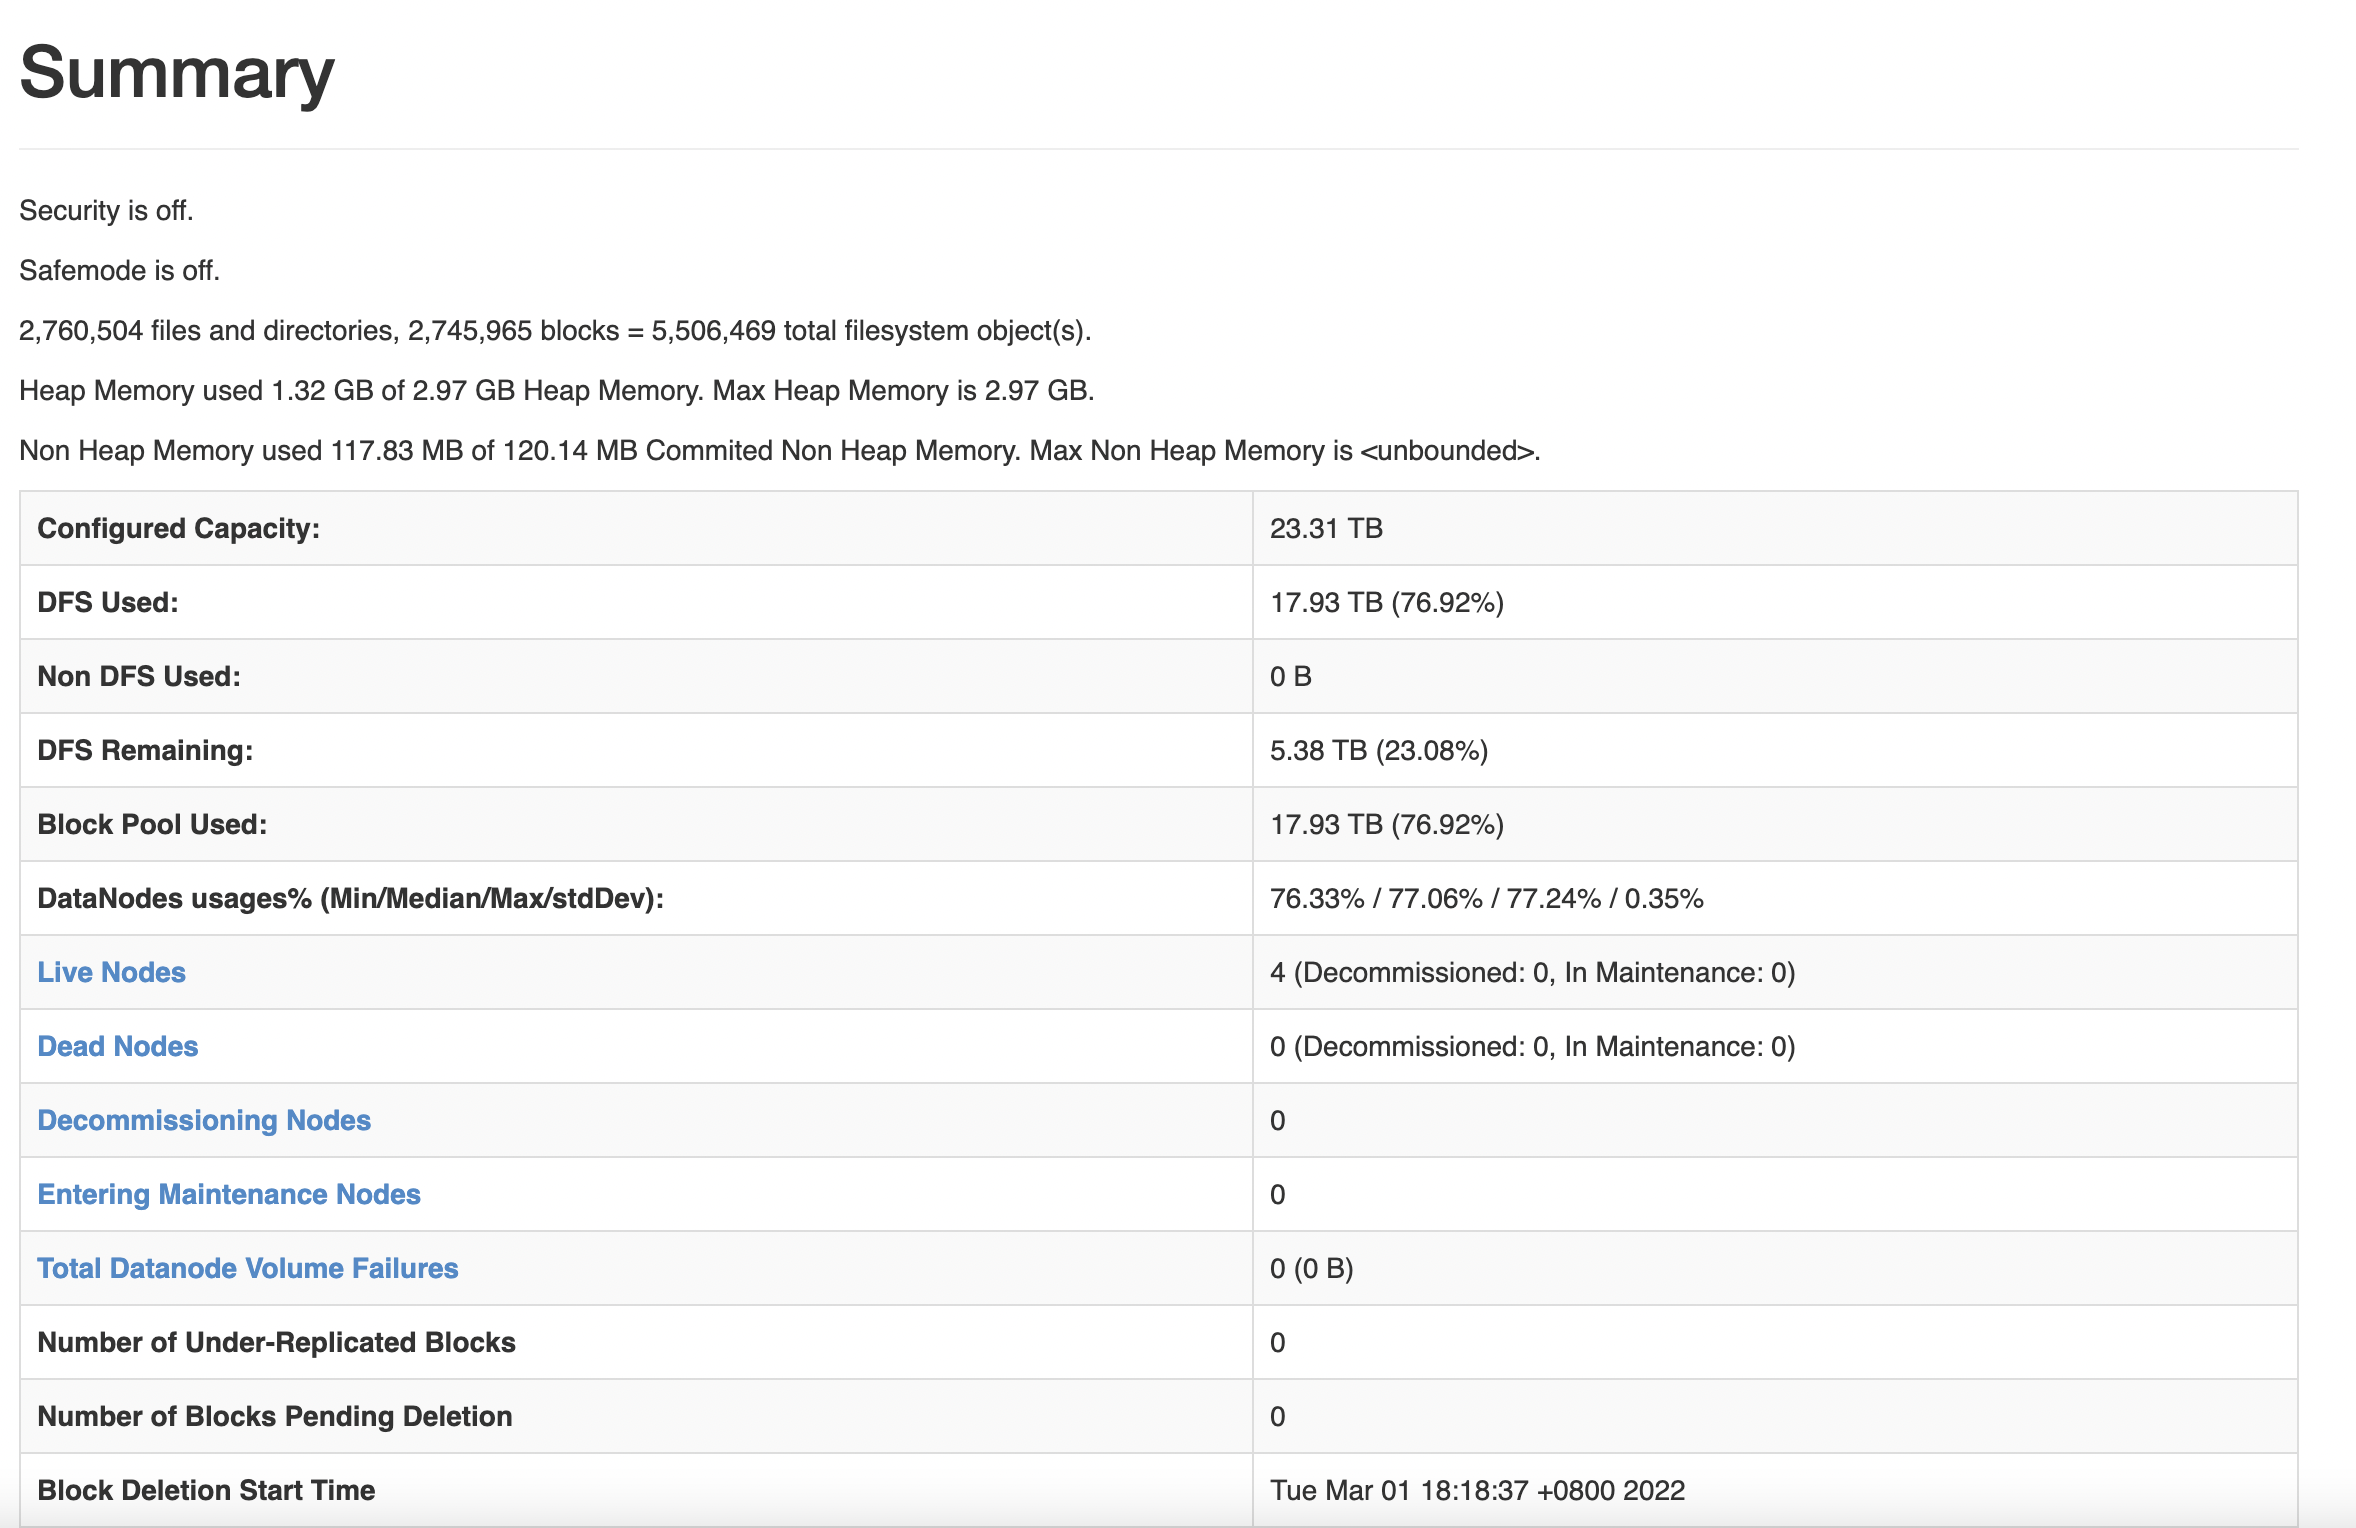 Summary
Security is off.
Safemode is off.
2,760,504 files and directories, 2,745,965 blocks = 5,506,469 total filesystem object(s).
Heap Memory used 1.32 GB of 2.97 GB Heap Memory. Max Heap Memory is 2.97 GB.
Non Heap Memory used 117.83 MB of 120.14 MB Commited Non Heap Memory. Max Non Heap Memory is <unbounded>.
Configured Capacity: 23.31 TB
DFS Used: 17.93 TB (76.92%)
Non DFS Used: 0 B
DFS Remaining: 5.38 TB (23.08%)
Block Pool Used: 17.93 TB (76.92%)
DataNodes usages% (Min/Median/Max/stdDev): 76.33% / 77.06% / 77.24% / 0.35%
Live Nodes 4 (Decommissioned: 0, In Maintenance: 0)
Dead Nodes 0 (Decommissioned: 0, In Maintenance: 0)
Decommissioning Nodes 0
Entering Maintenance Nodes 0
Total Datanode Volume Failures 0 (0 B)
Number of Under-Replicated Blocks 0
Number of Blocks Pending Deletion 0
Block Deletion Start Time Tue Mar 01 18:18:37 +0800 2022